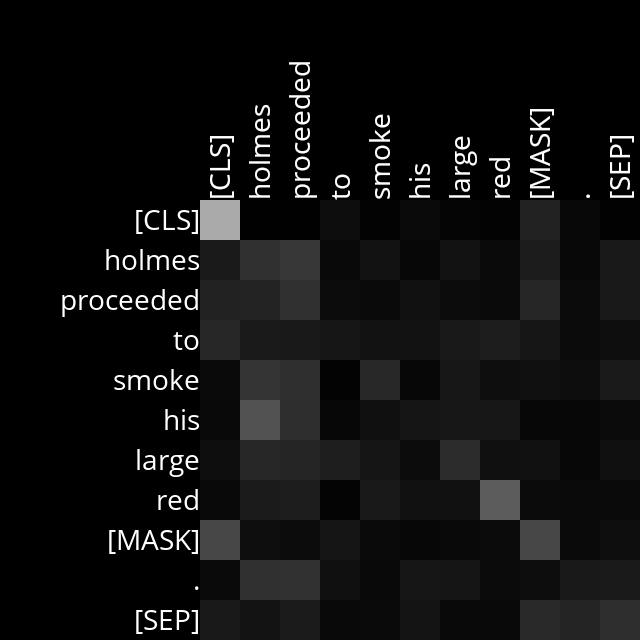 [CLS]
holmes
proceeded
to
smoke
his
large
red
[MASK]
.
[SEP]
[CLS]
holmes
proceeded
to
smoke
his
large
red
[MASK]
.
[SEP]